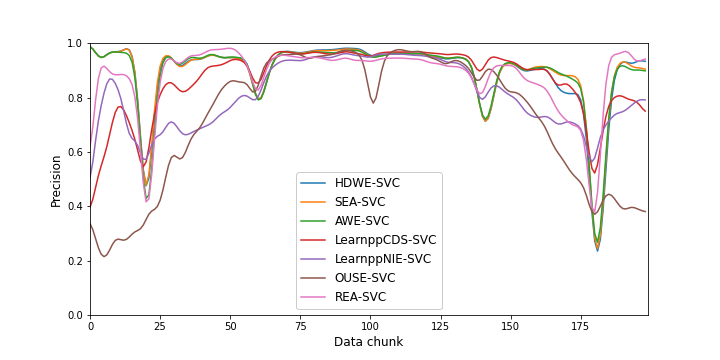 1.0
0.8
0.6
0.4
0.2
0.0
Precision
HDWE-SVC
SEA-SVC
AWE-SVC
LearnppCDS-SVC
LearnppNIE-SVC
OUSE-SVC
REA-SVC
0 25 50 75 100 125 150 175
Data chunk